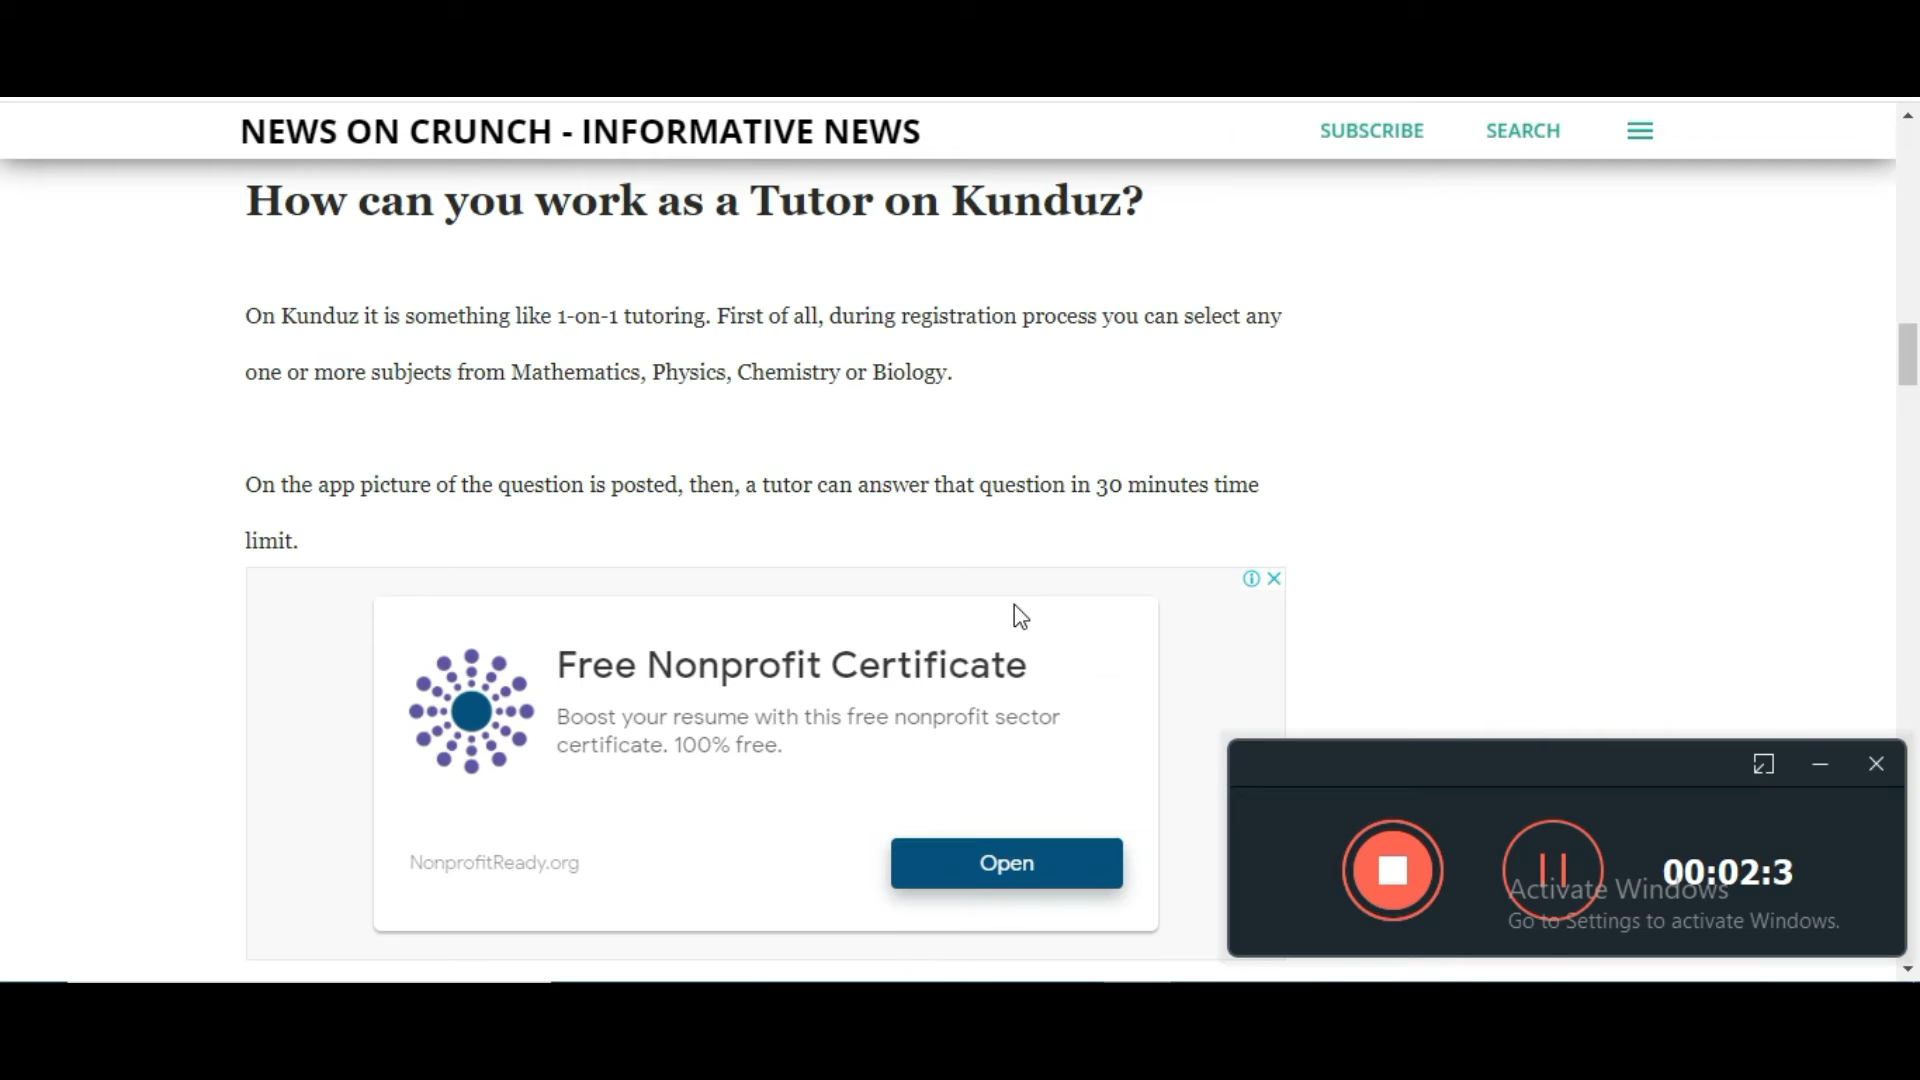 NEWS ON CRUNCH - INFORMATIVE NEWS
SUBSCRIBE
SEARCH
How can you work as a Tutor on Kunduz?
On Kunduz it is something like 1-on-1 tutoring. First of all, during registration process you can select any
one or more subjects from Mathematics, Physics, Chemistry or Biology.
On the app picture of the question is posted, then, a tutor can answer that question in 30 minutes time
limit.
Free Nonprofit Certificate
Boost your resume with this free nonprofit sector
certificate. 100% free.
NonprofitReady.org
Open
00:02:3
Activate Windows
Go to Settings to activate Windows.